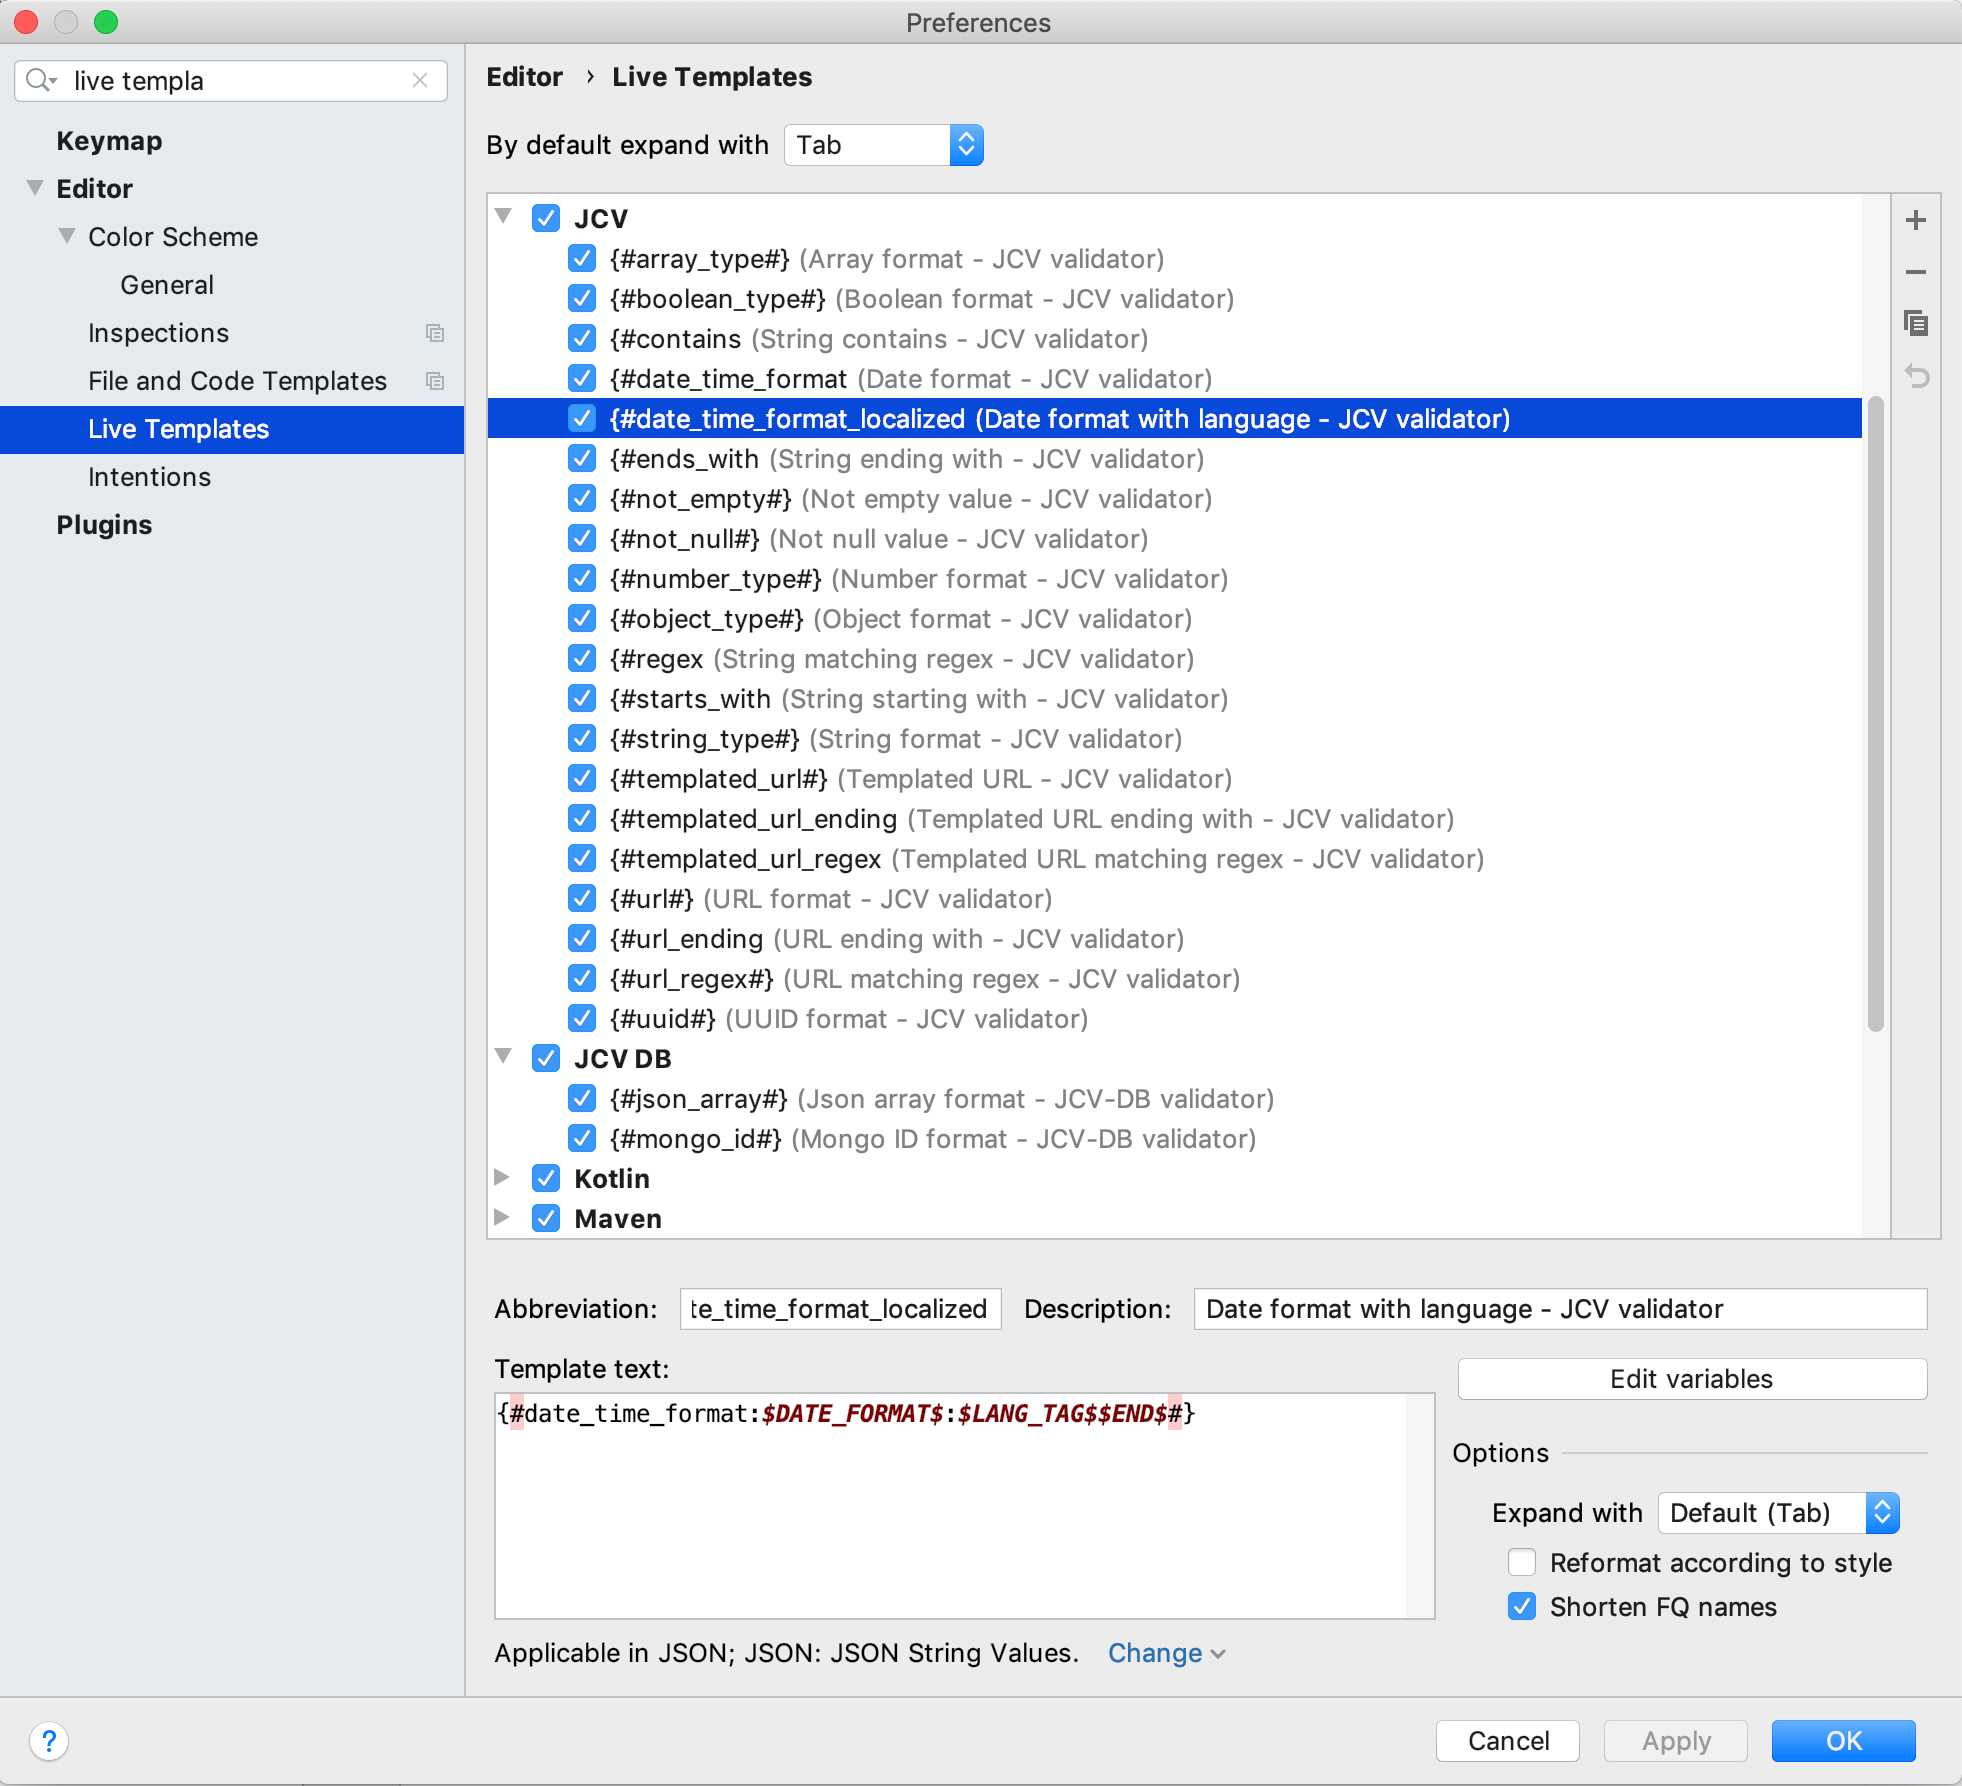 Preferences
live templa
Keymap
Editor
Color Scheme
General
Inspections
File and Code Templates
Live Templates
Intentions
Plugins
Editor › Live Templates
By default expand with Tab
JCV
{#array_type#} (Array format - JCV validator)
{#boolean_type#} (Boolean format - JCV validator)
{#contains (String contains - JCV validator)
{#date_time_format (Date format - JCV validator)
{#date_time_format_localized (Date format with language - JCV validator)
{#ends_with (String ending with - JCV validator)
{#not_empty#} (Not empty value - JCV validator)
{#not_null#} (Not null value - JCV validator)
{#number_type#} (Number format - JCV validator)
{#object_type#} (Object format - JCV validator)
{#regex (String matching regex - JCV validator)
{#starts_with (String starting with - JCV validator)
{#string_type#} (String format - JCV validator)
{#templated_url#} (Templated URL - JCV validator)
{#templated_url_ending (Templated URL ending with - JCV validator)
{#templated_url_regex (Templated URL matching regex - JCV validator)
{#url#} (URL format - JCV validator)
{#url_ending (URL ending with - JCV validator)
{#url_regex#} (URL matching regex - JCV validator)
{#uuid#} (UUID format - JCV validator)
JCV DB
{#json_array#} (Json array format - JCV-DB validator)
{#mongo_id#} (Mongo ID format - JCV-DB validator)
Kotlin
Maven
Abbreviation: te_time_format_localized Description: Date format with language - JCV validator
Template text:
Edit variables
{#date_time_format:$DATE_FORMAT$:$LANG_TAG$$END$#}
Options
Expand with Default (Tab)
Reformat according to style
Shorten FQ names
Applicable in JSON; JSON: JSON String Values. Change
? Cancel Apply OK